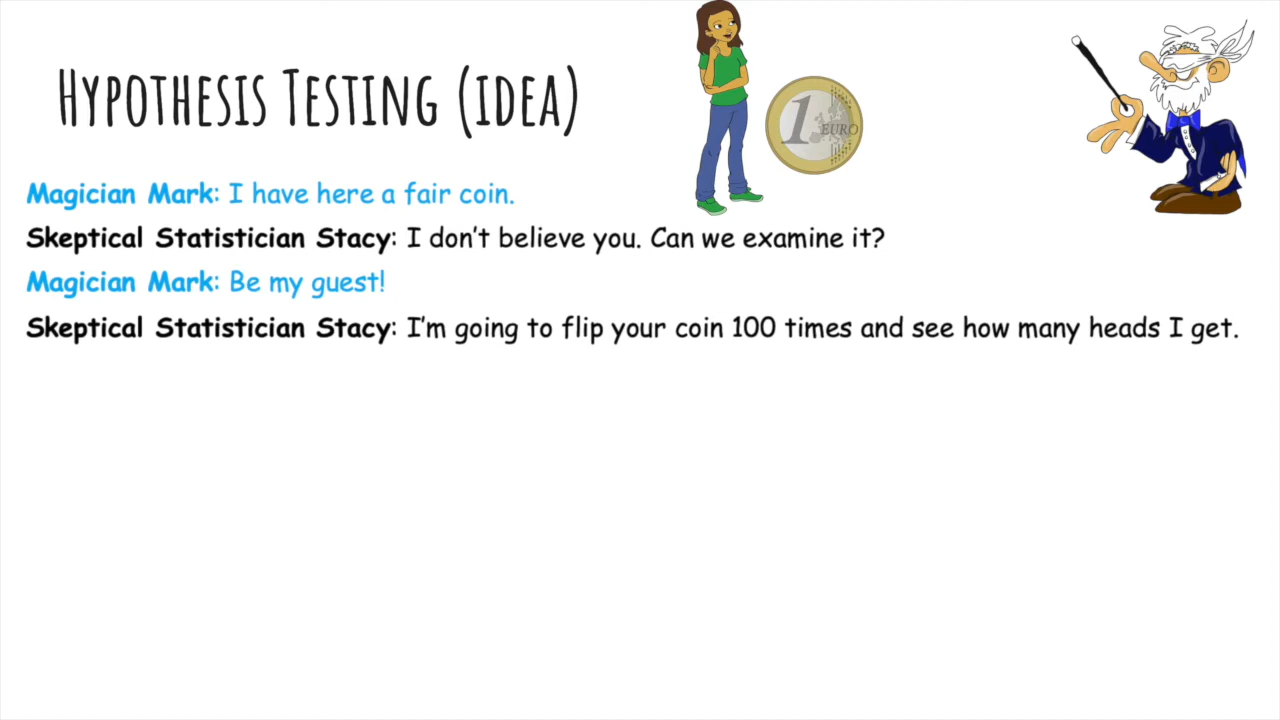 Hypothesis Testing (idea)
1 EURO
Magician Mark: I have here a fair coin.
Skeptical Statistician Stacy: I don't believe you. Can we examine it?
Magician Mark: Be my guest!
Skeptical Statistician Stacy: I'm going to flip your coin 100 times and see how many heads I get.